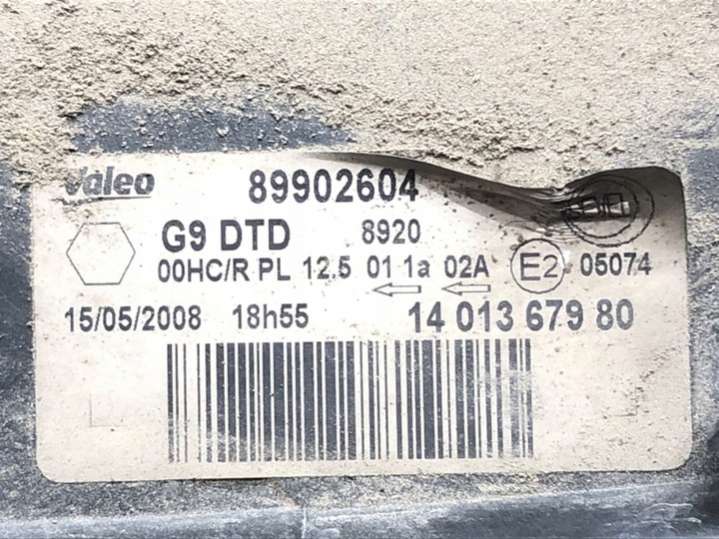 Valeo 89902604
G9 DTD 8920
00HC/R PL 12.5 01 1a 02A E2 05074
15/05/2008 18h55 14 013 679 80